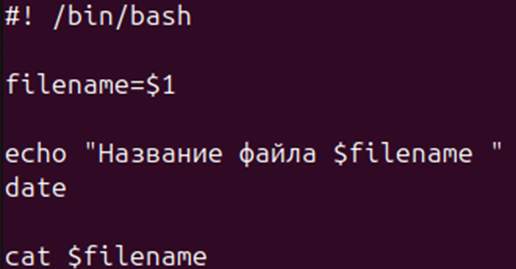 #! /bin/bash
filename=$1
echo "Название файла $filename "
date
cat $filename